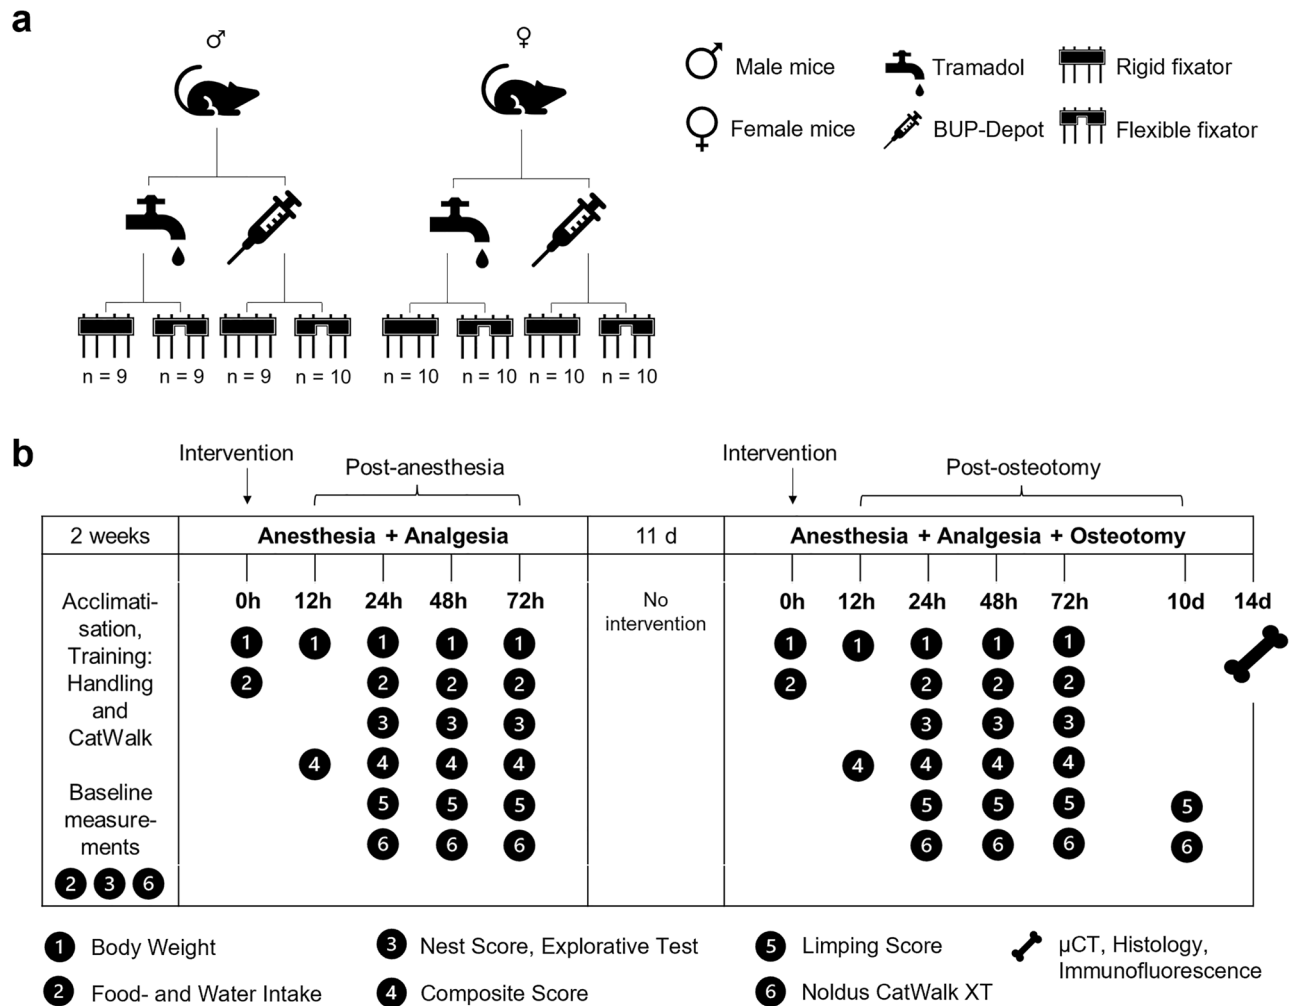 a
♂
♀
Male mice
Tramadol
Rigid fixator
Female mice
BUP-Depot
Flexible fixator
n = 9
n = 9
n = 9
n = 10
n = 10
n = 10
n = 10
n = 10
b
Intervention
Post-anesthesia
Intervention
Post-osteotomy
2 weeks
Anesthesia + Analgesia
11 d
Anesthesia + Analgesia + Osteotomy
Acclimati-
sation,
Training:
Handling
and
CatWalk
Baseline
measure-
ments
2 3 6
0h 12h 24h 48h 72h
1 1 1 1 1
2 2 2 2
3 3 3
4 4 4 4
5 5 5
6 6 6
No
intervention
0h 12h 24h 48h 72h 10d 14d
1 1 1 1 1
2 2 2 2
3 3 3
4 4 4 4
5 5 5 5
6 6 6 6
1 Body Weight
2 Food- and Water Intake
3 Nest Score, Explorative Test
4 Composite Score
5 Limping Score
6 Noldus CatWalk XT
µCT, Histology,
Immunofluorescence